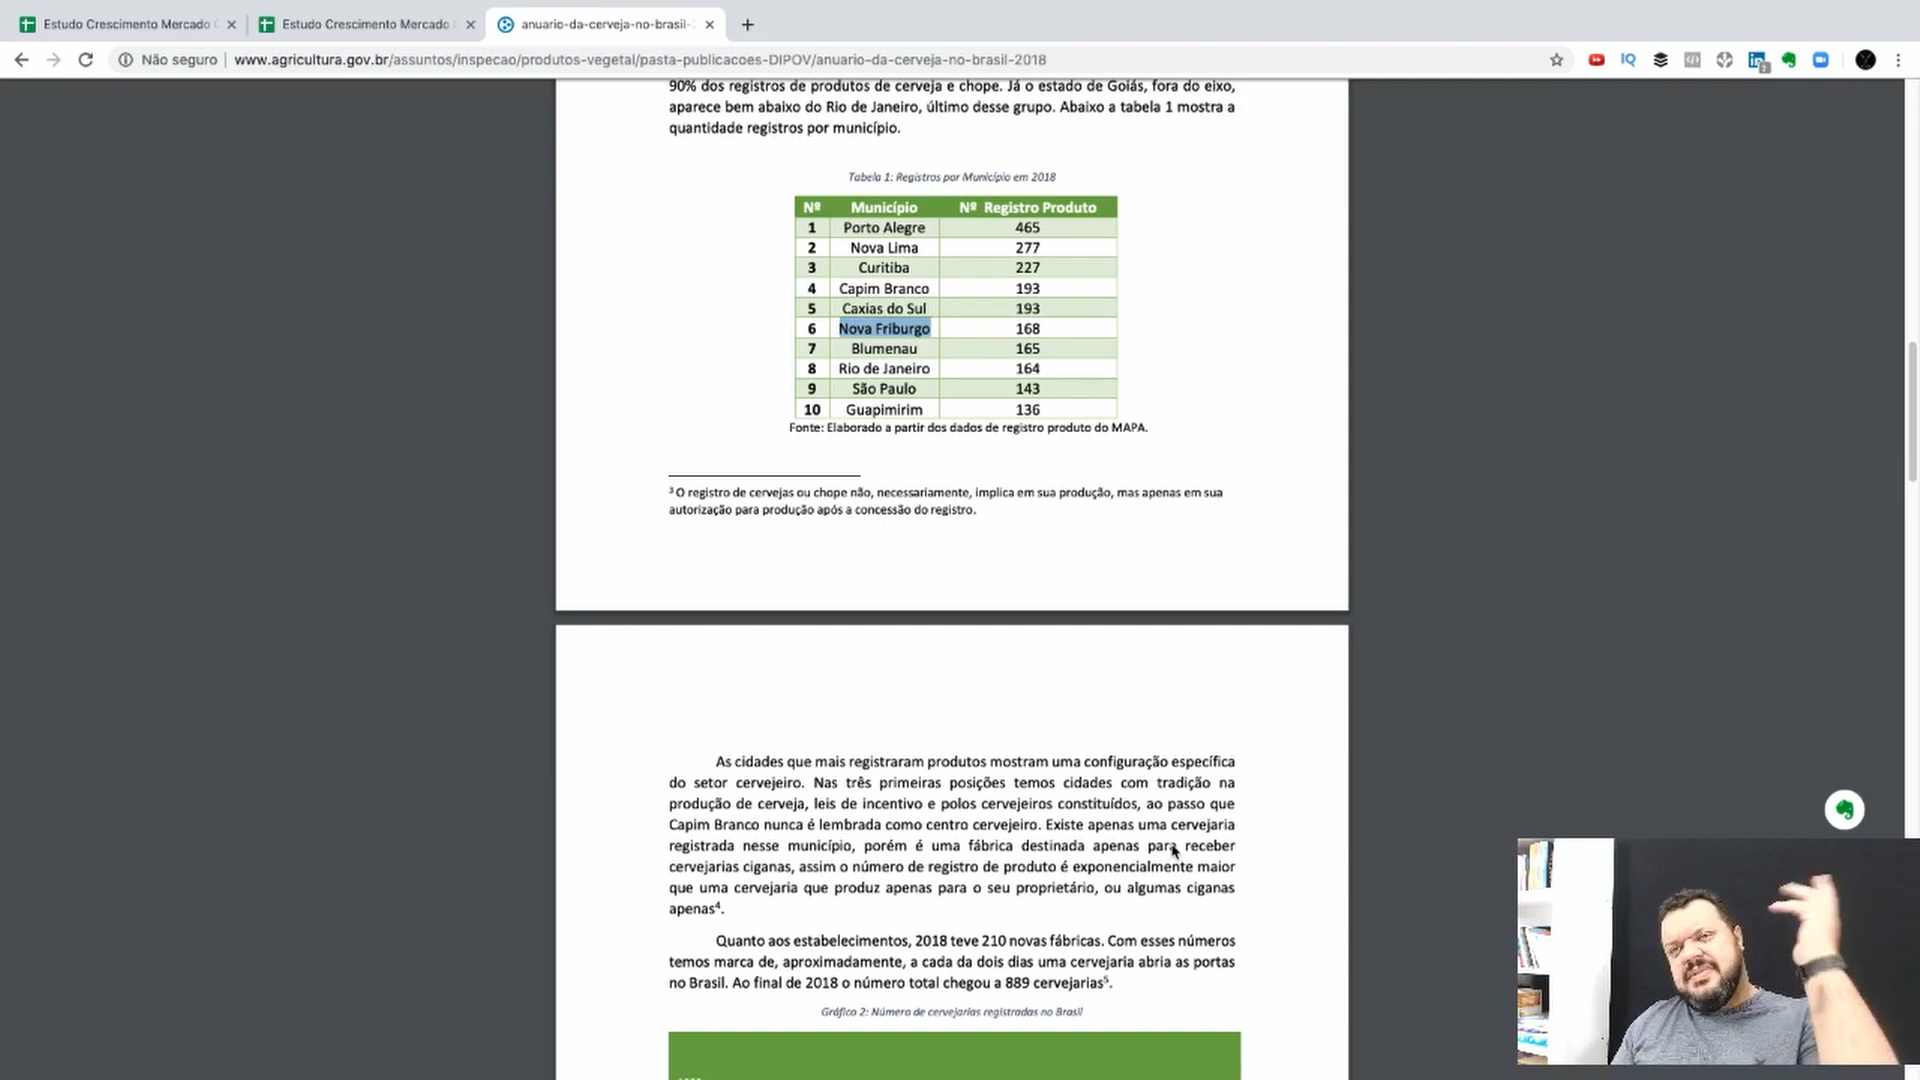 Estudo Crescimento Mercado
Estudo Crescimento Mercado
anuario-da-cerveja-no-brasil-
Não seguro
www.agricultura.gov.br/assuntos/inspecao/produtos-vegetal/pasta-publicacoes-DIPOV/anuario-da-cerveja-no-brasil-2018
IQ
90% dos registros de produtos de cerveja e chope. Já o estado de Goiás, fora do eixo,
aparece bem abaixo do Rio de Janeiro, último desse grupo. Abaixo a tabela 1 mostra a
quantidade registros por município.
Tabela 1: Registros por Município em 2018
Nº Município Nº Registro Produto
1 Porto Alegre 465
2 Nova Lima 277
3 Curitiba 227
4 Capim Branco 193
5 Caxias do Sul 193
6 Nova Friburgo 168
7 Blumenau 165
8 Rio de Janeiro 164
9 São Paulo 143
10 Guapimirim 136
Fonte: Elaborado a partir dos dados de registro produto do MAPA.
³ O registro de cervejas ou chope não, necessariamente, implica em sua produção, mas apenas em sua
autorização para produção após a concessão do registro.
As cidades que mais registraram produtos mostram uma configuração específica
do setor cervejeiro. Nas três primeiras posições temos cidades com tradição na
produção de cerveja, leis de incentivo e polos cervejeiros constituídos, ao passo que
Capim Branco nunca é lembrada como centro cervejeiro. Existe apenas uma cervejaria
registrada nesse município, porém é uma fábrica destinada apenas para receber
cervejarias ciganas, assim o número de registro de produto é exponencialmente maior
que uma cervejaria que produz apenas para o seu proprietário, ou algumas ciganas
apenas⁴.
Quanto aos estabelecimentos, 2018 teve 210 novas fábricas. Com esses números
temos marca de, aproximadamente, a cada da dois dias uma cervejaria abria as portas
no Brasil. Ao final de 2018 o número total chegou a 889 cervejarias⁵.
Gráfico 2: Número de cervejarias registradas no Brasil